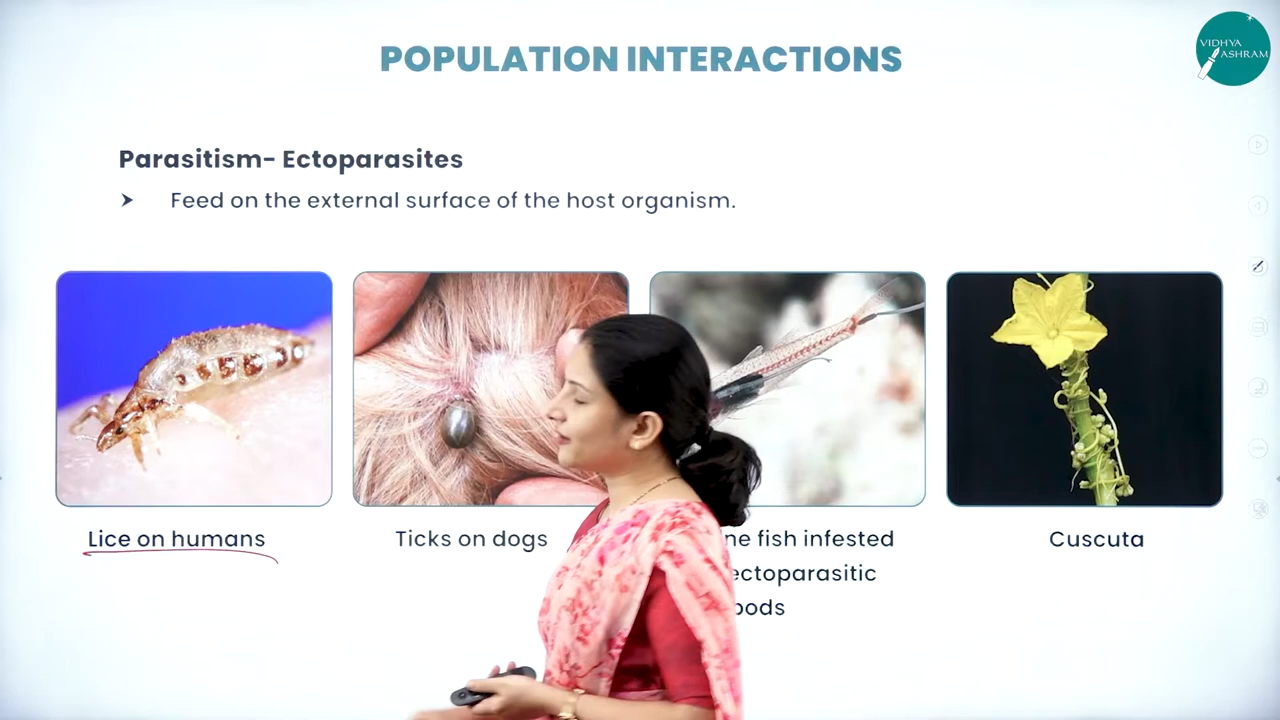 POPULATION INTERACTIONS
VIDHYA
ASHRAM
Parasitism- Ectoparasites
➤ Feed on the external surface of the host organism.
Lice on humans
Ticks on dogs
fish infested
ectoparasitic
Cuscuta